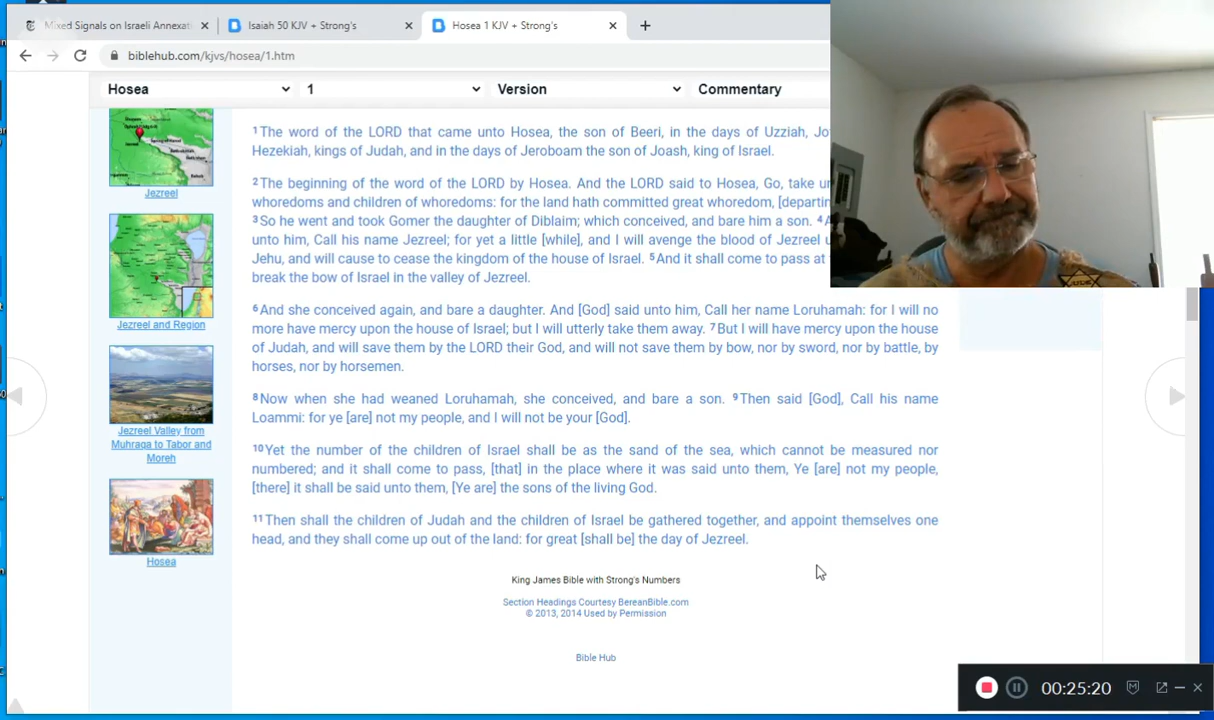 Mixed Signals on Israeli Annexati
Isaiah 50 KJV + Strong's
Hosea 1 KJV + Strong's
biblehub.com/kjvs/hosea/1.htm
Hosea 1 Version Commentary
Jezreel
Jezreel and Region
Jezreel Valley from
Muhraqa to Tabor and
Moreh
Hosea
1The word of the LORD that came unto Hosea, the son of Beeri, in the days of Uzziah,
Hezekiah, kings of Judah, and in the days of Jeroboam the son of Joash, king of Israel.
2The beginning of the word of the LORD by Hosea. And the LORD said to Hosea, Go, take
whoredoms and children of whoredoms: for the land hath committed great whoredom, [depart
3So he went and took Gomer the daughter of Diblaim; which conceived, and bare him a son. 4
unto him, Call his name Jezreel; for yet a little [while], and I will avenge the blood of Jezreel
Jehu, and will cause to cease the kingdom of the house of Israel. 5And it shall come to pass at
break the bow of Israel in the valley of Jezreel.
6And she conceived again, and bare a daughter. And [God] said unto him, Call her name Loruhamah: for I will no
more have mercy upon the house of Israel; but I will utterly take them away. 7But I will have mercy upon the house
of Judah, and will save them by the LORD their God, and will not save them by bow, nor by sword, nor by battle, by
horses, nor by horsemen.
8Now when she had weaned Loruhamah, she conceived, and bare a son. 9Then said [God], Call his name
Loammi: for ye [are] not my people, and I will not be your [God].
10Yet the number of the children of Israel shall be as the sand of the sea, which cannot be measured nor
numbered; and it shall come to pass, [that] in the place where it was said unto them, Ye [are] not my people,
[there] it shall be said unto them, [Ye are] the sons of the living God.
11Then shall the children of Judah and the children of Israel be gathered together, and appoint themselves one
head, and they shall come up out of the land: for great [shall be] the day of Jezreel.
King James Bible with Strong's Numbers
Section Headings Courtesy BereanBible.com
© 2013, 2014 Used by Permission
Bible Hub
00:25:20